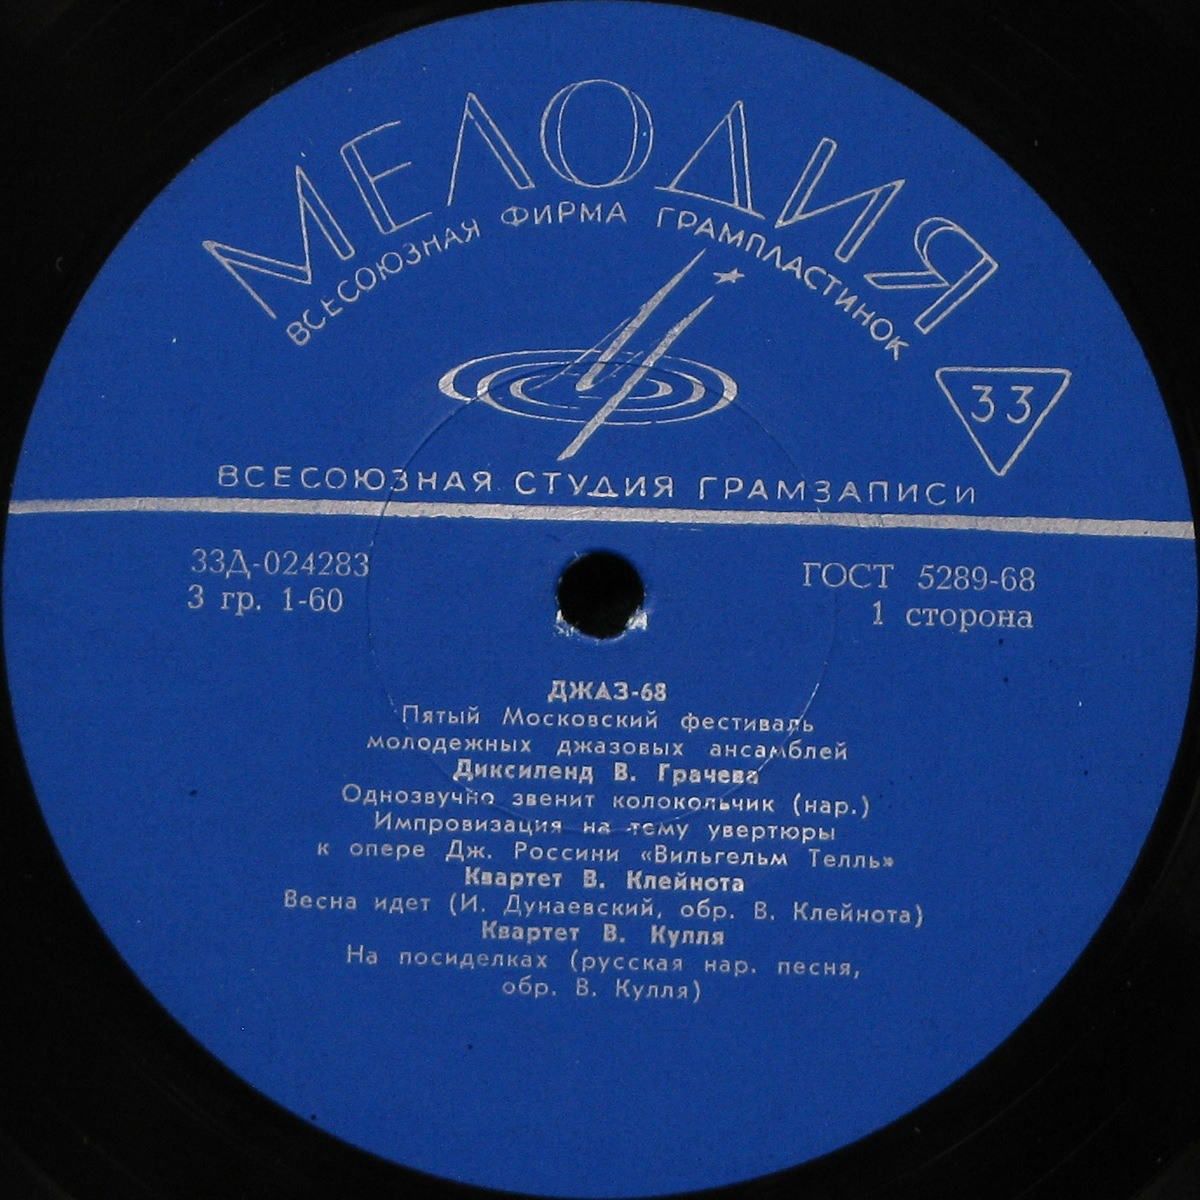 МЕЛОДИЯ
ВСЕСОЮЗНАЯ ФИРМА ГРАМПЛАСТИНОК
33
ВСЕСОЮЗНАЯ СТУДИЯ ГРАМЗАПИСИ
33Д-024283
ГОСТ 5289-68
3 гр. 1-60
1 сторона
ДЖАЗ-68
Пятый Московский фестиваль
молодежных джазовых ансамблей
Диксиленд В. Грачева
Однозвучно звенит колокольчик (нар.)
Импровизация на тему увертюры
к опере Дж. Россини «Вильгельм Телль»
Квартет В. Клейнота
Весна идет (И. Дунаевский, обр. В. Клейнота)
Квартет В. Кулля
На посиделках (русская нар. песня,
обр. В. Кулля)